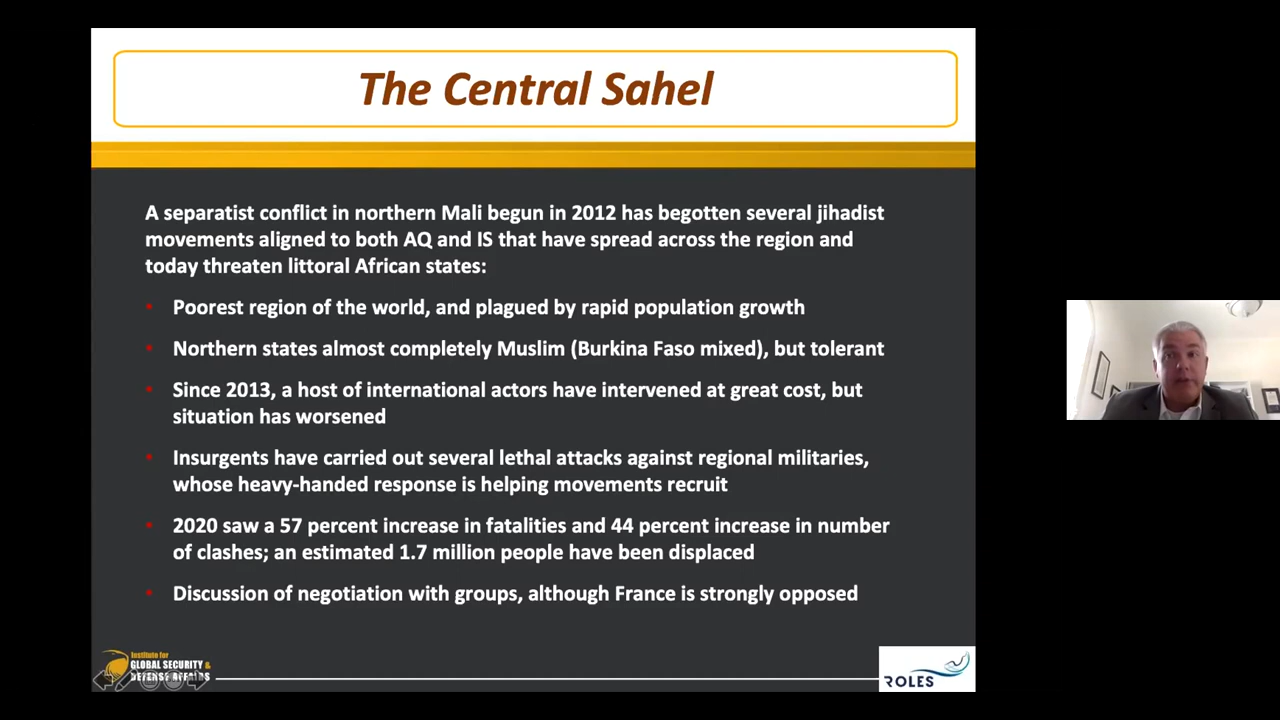 The Central Sahel
A separatist conflict in northern Mali begun in 2012 has begotten several jihadist
movements aligned to both AQ and IS that have spread across the region and
today threaten littoral African states:
• Poorest region of the world, and plagued by rapid population growth
• Northern states almost completely Muslim (Burkina Faso mixed), but tolerant
• Since 2013, a host of international actors have intervened at great cost, but
situation has worsened
• Insurgents have carried out several lethal attacks against regional militaries,
whose heavy-handed response is helping movements recruit
• 2020 saw a 57 percent increase in fatalities and 44 percent increase in number
of clashes; an estimated 1.7 million people have been displaced
• Discussion of negotiation with groups, although France is strongly opposed
Institute for
GLOBAL SECURITY &
DEFENSE AFFAIRS
ROLES